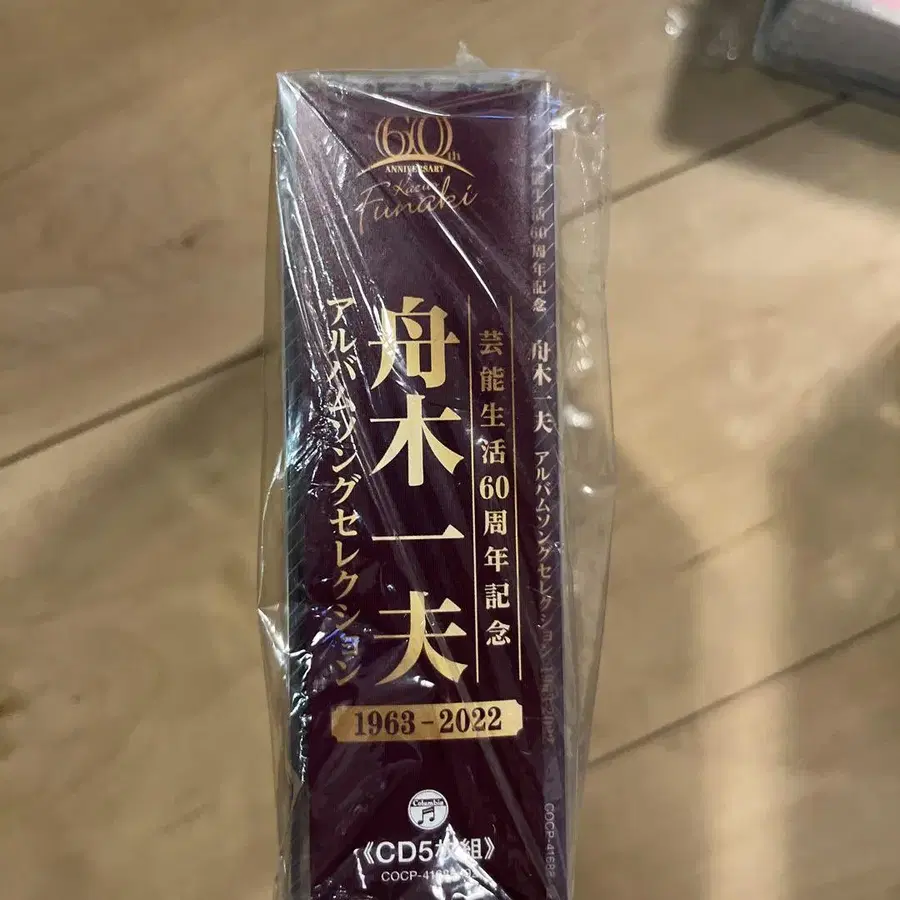 60th
ANNIVERSARY
Kazuo
Funaki
芸能生活60周年記念
舟木一夫
アルバムソングセレクション
1963-2022
Columbia
《CD5枚組》
芸能生活60周年記念 舟木一夫 アルバムソングセレクション
COCP-41688